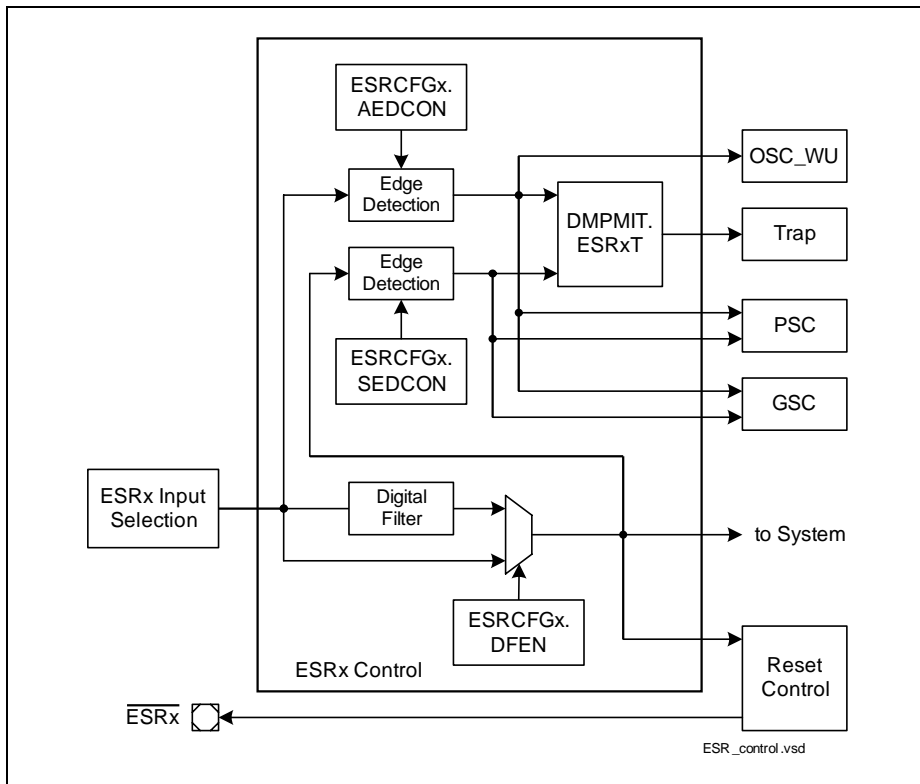 ESRCFGx.
AEDCON
OSC_WU
Edge
Detection
DMPMIT.
ESRxT
Trap
Edge
Detection
PSC
ESRCFGx.
SEDCON
GSC
ESRx Input
Selection
Digital
Filter
to System
ESRCFGx.
DFEN
ESRx Control
Reset
Control
ESRx
ESR_control.vsd